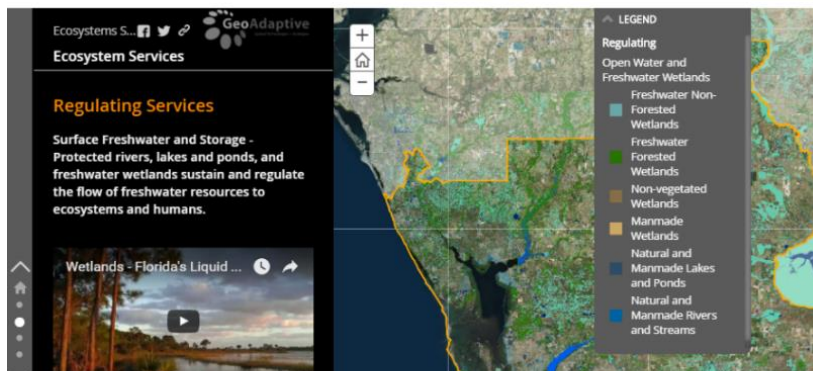 Ecosystems S...
GeoAdaptive
Ecosystem Services
Regulating Services
Surface Freshwater and Storage -
Protected rivers, lakes and ponds, and
freshwater wetlands sustain and regulate
the flow of freshwater resources to
ecosystems and humans.
Wetlands - Florida's Liquid ...
+
−
LEGEND
Regulating
Open Water and
Freshwater Wetlands
Freshwater Non-
Forested
Wetlands
Freshwater
Forested
Wetlands
Non-vegetated
Wetlands
Manmade
Wetlands
Natural and
Manmade Lakes
and Ponds
Natural and
Manmade Rivers
and Streams